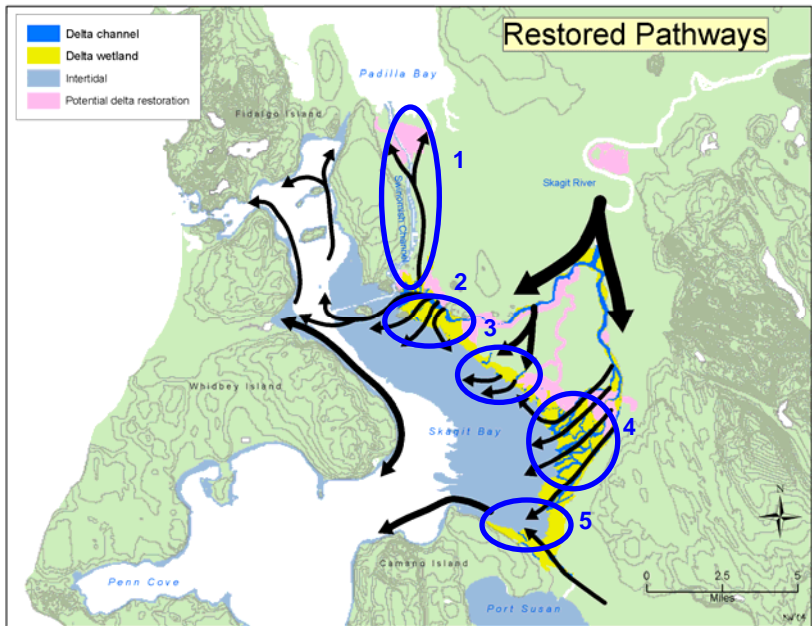 Restored Pathways
Delta channel
Delta wetland
Intertidal
Potential delta restoration
Padilla Bay
Fidalgo Island
1
Skagit River
Swinomish Channel
2
3
Whidbey Island
4
Skagit Bay
5
N
Camano Island
Penn Cove
Port Susan
0 2.5 5
Miles